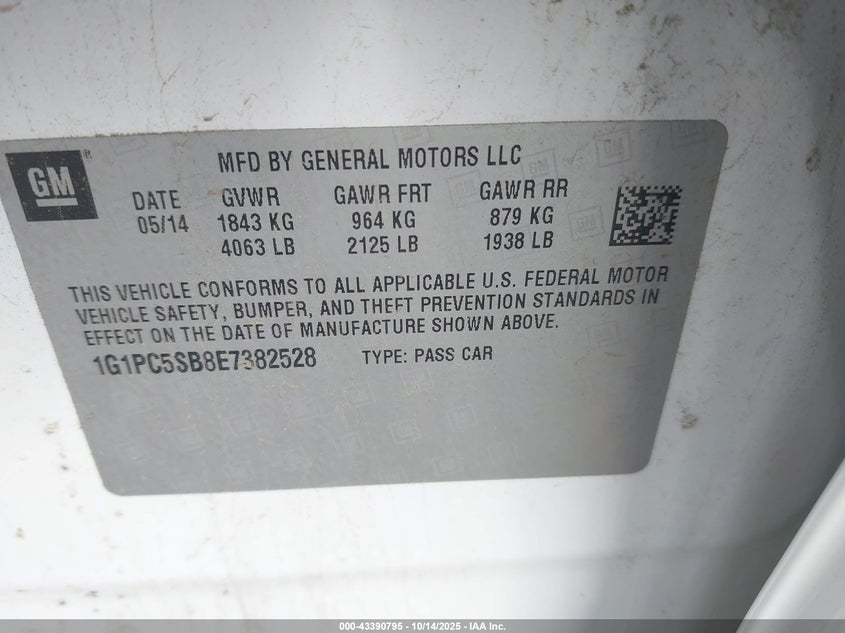 GM ®
MFD BY GENERAL MOTORS LLC
DATE GVWR GAWR FRT GAWR RR
05/14 1843 KG 964 KG 879 KG
4063 LB 2125 LB 1938 LB
THIS VEHICLE CONFORMS TO ALL APPLICABLE U.S. FEDERAL MOTOR
VEHICLE SAFETY, BUMPER, AND THEFT PREVENTION STANDARDS IN
EFFECT ON THE DATE OF MANUFACTURE SHOWN ABOVE.
1G1PC5SB8E7382528 TYPE: PASS CAR
000-43390795 - 10/14/2025 - IAA Inc.